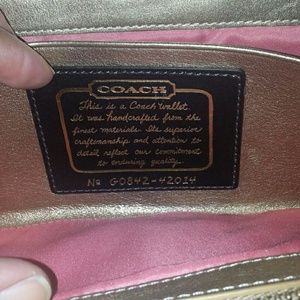 COACH
This is a Coach wallet.
It was handcrafted from the
finest materials. Its superior
craftsmanship and attention to
detail reflect our commitment
to enduring quality.
No G0842-42014